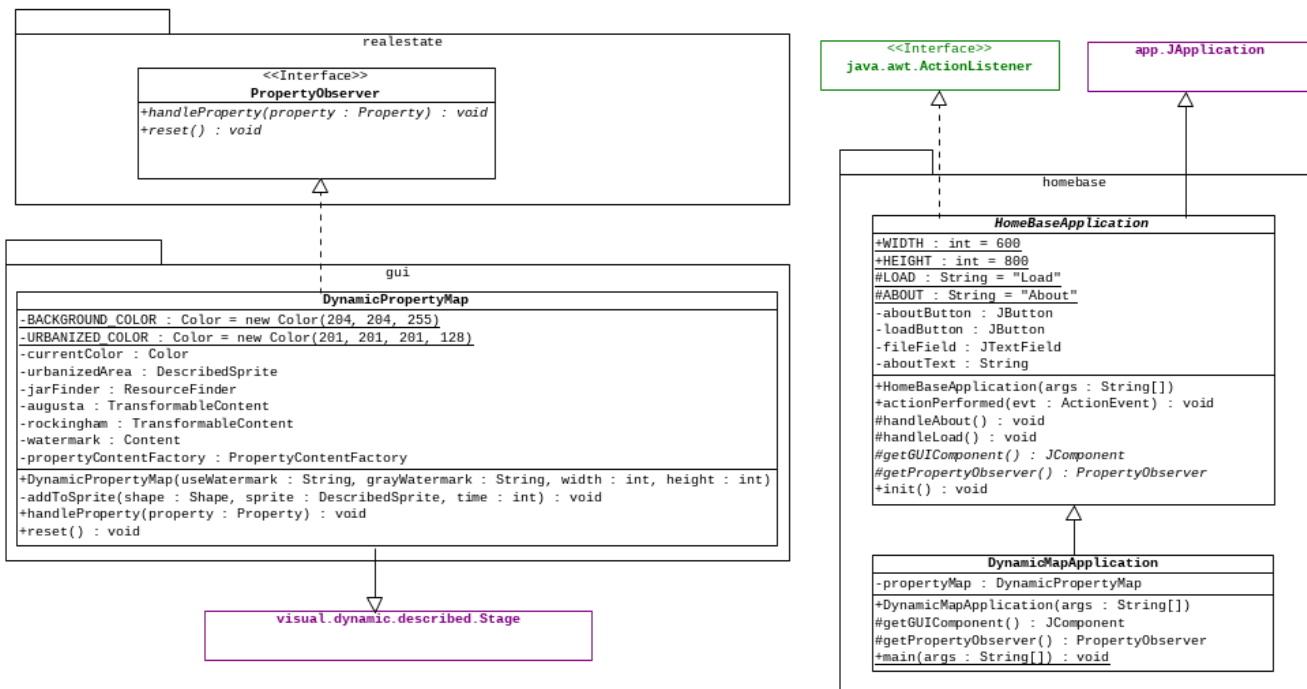 realestate
<<Interface>>
PropertyObserver
+handleProperty(property : Property) : void
+reset() : void
gui
DynamicPropertyMap
-BACKGROUND_COLOR : Color = new Color(204, 204, 255)
-URBANIZED_COLOR : Color = new Color(201, 201, 201, 128)
-currentColor : Color
-urbanizedArea : DescribedSprite
-jarFinder : ResourceFinder
-augusta : TransformableContent
-rockingham : TransformableContent
-watermark : Content
-propertyContentFactory : PropertyContentFactory
+DynamicPropertyMap(useWatermark : String, grayWatermark : String, width : int, height : int)
-addToSprite(shape : Shape, sprite : DescribedSprite, time : int) : void
+handleProperty(property : Property) : void
+reset() : void
visual.dynamic.described.Stage
<<Interface>>
java.awt.ActionListener
app.JApplication
homebase
HomeBaseApplication
+WIDTH : int = 600
+HEIGHT : int = 800
#LOAD : String = "Load"
#ABOUT : String = "About"
-aboutButton : JButton
-loadButton : JButton
-fileField : JTextField
-aboutText : String
+HomeBaseApplication(args : String[])
+actionPerformed(evt : ActionEvent) : void
#handleAbout() : void
#handleLoad() : void
#getGUIComponent() : JComponent
#getPropertyObserver() : PropertyObserver
+init() : void
DynamicMapApplication
-propertyMap : DynamicPropertyMap
+DynamicMapApplication(args : String[])
#getGUIComponent() : JComponent
#getPropertyObserver() : PropertyObserver
+main(args : String[]) : void